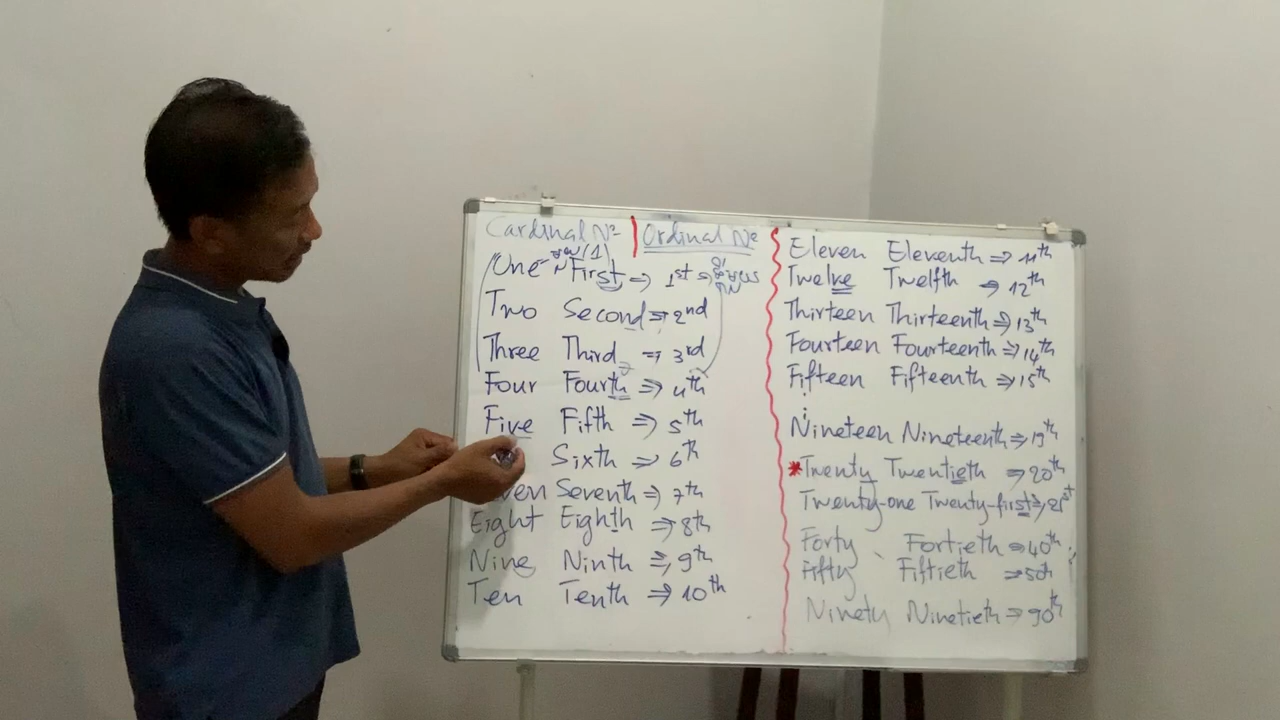 Cardinal Nº Ordinal Nº
One First ⇒ 1st ⇒
Two Second ⇒ 2nd
Three Third ⇒ 3rd
Four Fourth ⇒ 4th
Five Fifth ⇒ 5th
Sixth ⇒ 6th
ven Seventh ⇒ 7th
Eight Eighth ⇒ 8th
Nine Ninth ⇒ 9th
Ten Tenth ⇒ 10th
Eleven Eleventh ⇒ 11th
Twelve Twelfth ⇒ 12th
Thirteen Thirteenth ⇒ 13th
Fourteen Fourteenth ⇒ 14th
Fifteen Fifteenth ⇒ 15th
Nineteen Nineteenth ⇒ 19th
*Twenty Twentieth ⇒ 20th
Twenty-one Twenty-first ⇒ 21st
Forty Fortieth ⇒ 40th
Fifty Fiftieth ⇒ 50th
Ninety Ninetieth ⇒ 90th